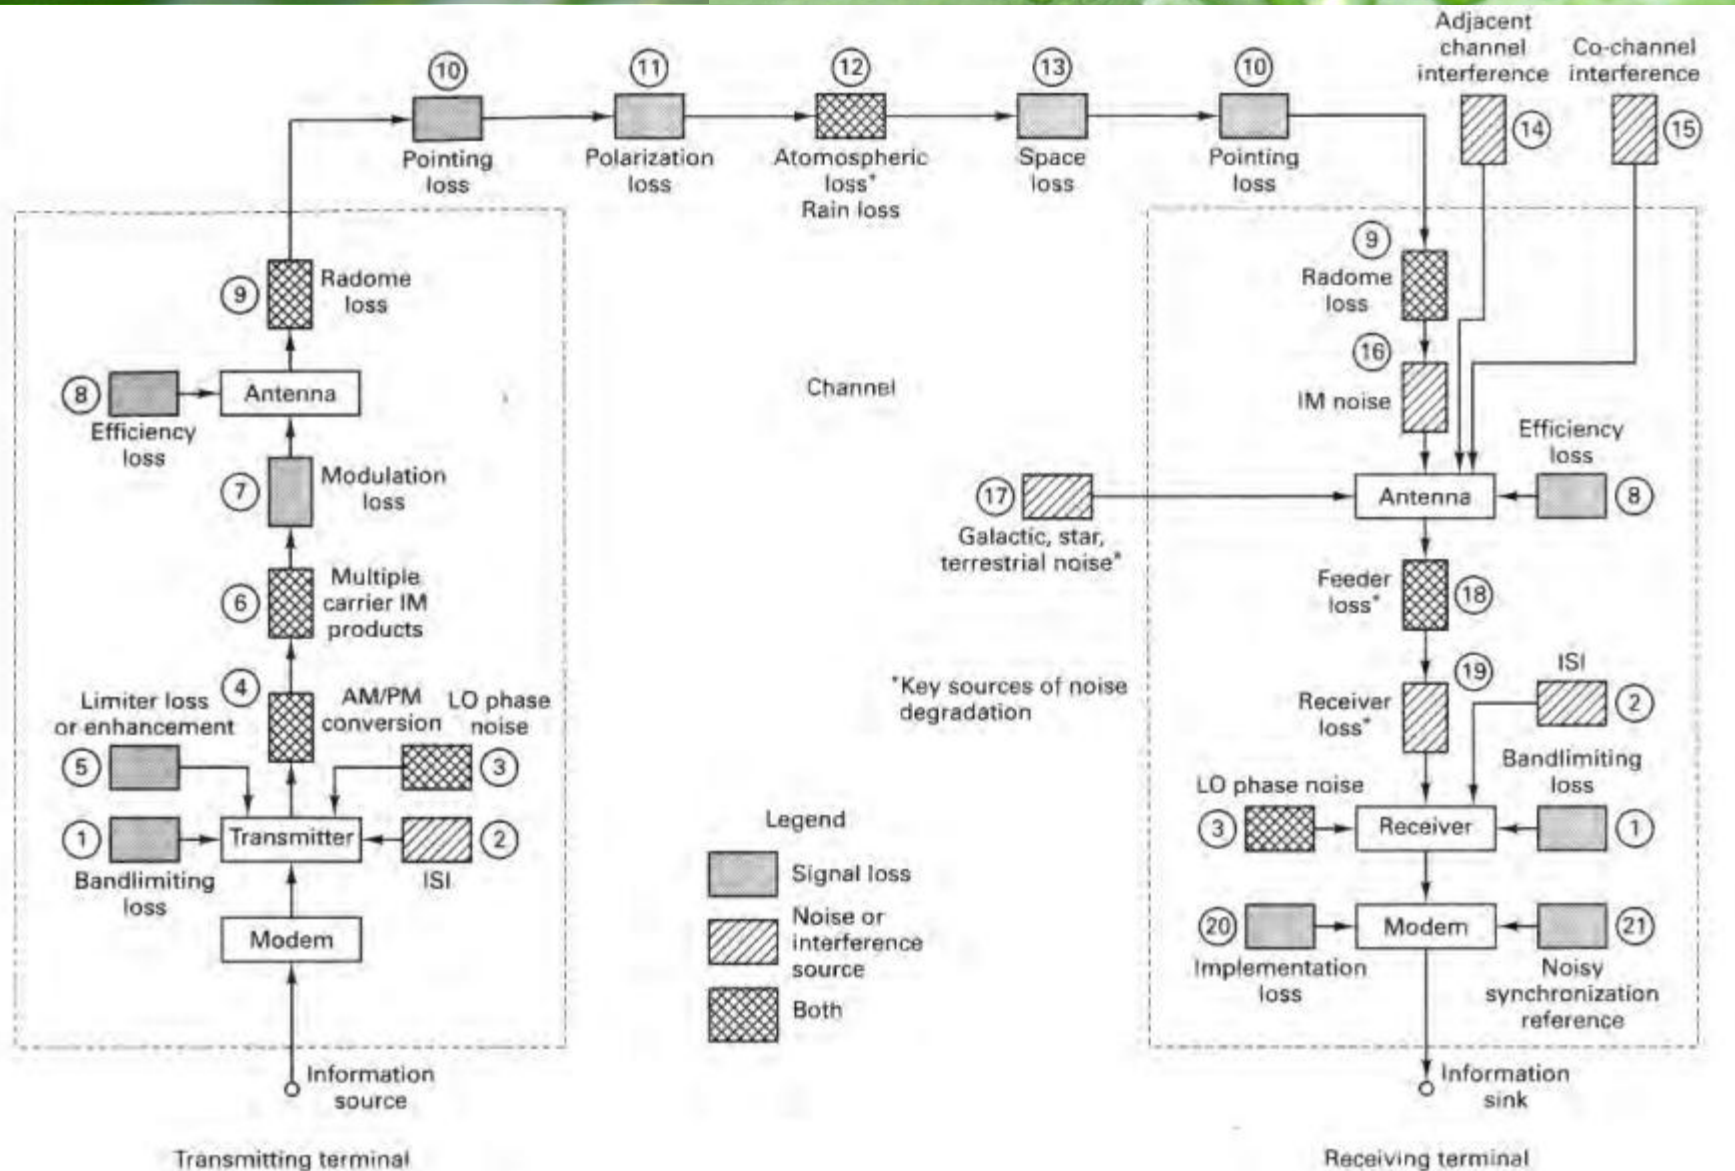 Adjacent
channel
interference
Co-channel
interference
10
11
12
13
10
14
15
Pointing
loss
Polarization
loss
Atomospheric
loss*
Rain loss
Space
loss
Pointing
loss
9
Radome
loss
8
Efficiency
loss
Antenna
7
Modulation
loss
6
Multiple
carrier IM
products
4
AM/PM
conversion
Limiter loss
or enhancement
5
LO phase
noise
3
1
Bandlimiting
loss
Transmitter
2
ISI
Modem
Information
source
Transmitting terminal
Channel
*Key sources of noise
degradation
Legend
Signal loss
Noise or
interference
source
Both
9
Radome
loss
16
IM noise
17
Galactic, star,
terrestrial noise*
Antenna
Efficiency
loss
8
Feeder
loss*
18
19
Receiver
loss*
ISI
2
LO phase noise
3
Receiver
Bandlimiting
loss
1
20
Implementation
loss
Modem
21
Noisy
synchronization
reference
Information
sink
Receiving terminal